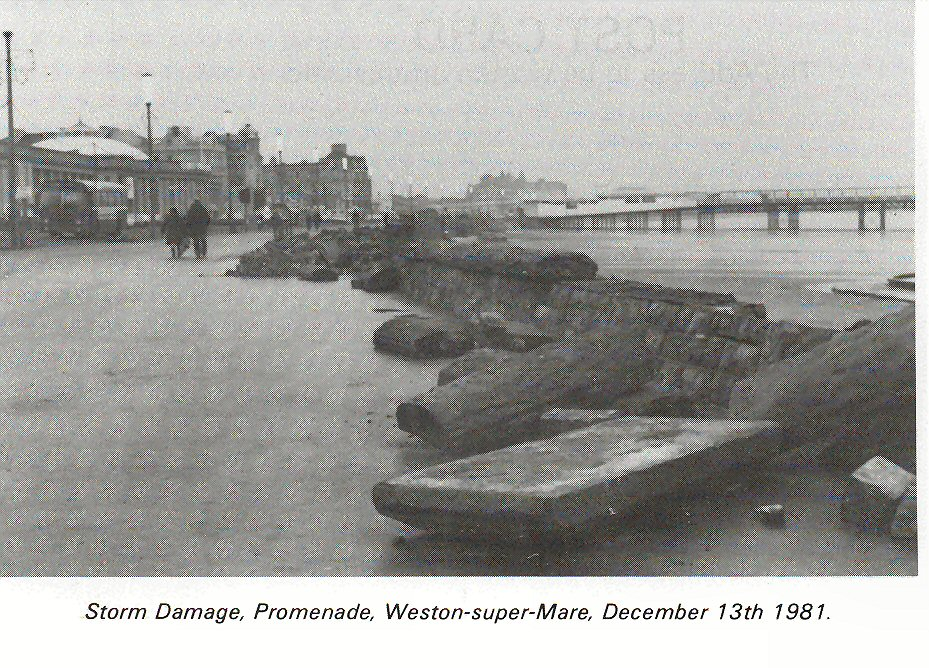 Storm Damage, Promenade, Weston-super-Mare, December 13th 1981.